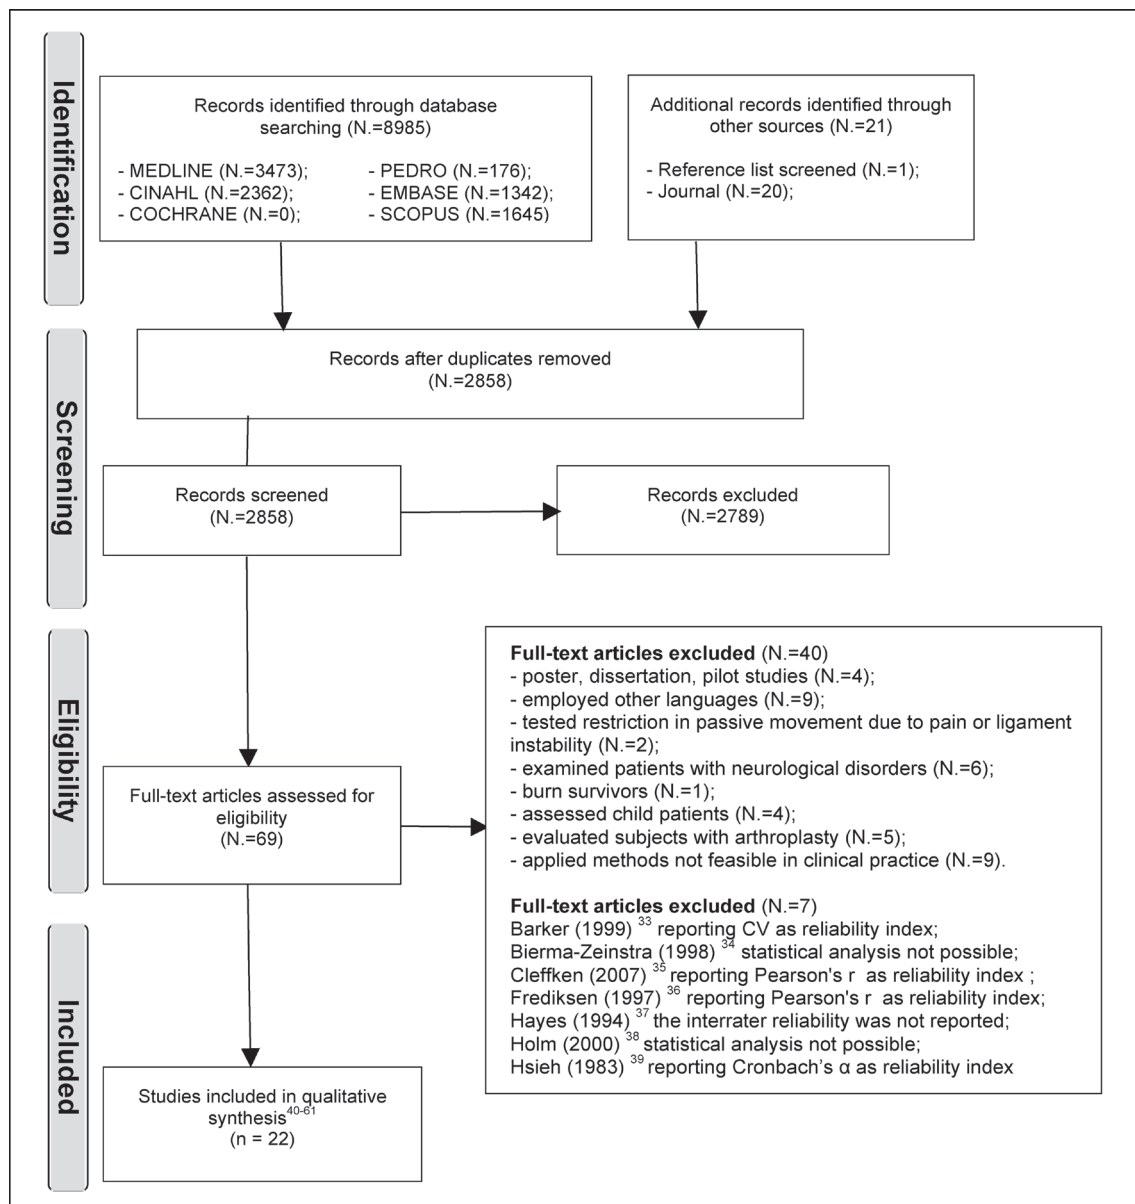 Identification
Records identified through database
searching (N.=8985)
- MEDLINE (N.=3473);
- CINAHL (N.=2362);
- COCHRANE (N.=0);
- PEDRO (N.=176);
- EMBASE (N.=1342);
- SCOPUS (N.=1645)
Additional records identified through
other sources (N.=21)
- Reference list screened (N.=1);
- Journal (N.=20);
Screening
Records after duplicates removed
(N.=2858)
Records screened
(N.=2858)
Records excluded
(N.=2789)
Eligibility
Full-text articles assessed for
eligibility
(N.=69)
Full-text articles excluded (N.=40)
- poster, dissertation, pilot studies (N.=4);
- employed other languages (N.=9);
- tested restriction in passive movement due to pain or ligament
instability (N.=2);
- examined patients with neurological disorders (N.=6);
- burn survivors (N.=1);
- assessed child patients (N.=4);
- evaluated subjects with arthroplasty (N.=5);
- applied methods not feasible in clinical practice (N.=9).
Full-text articles excluded (N.=7)
Barker (1999) 33 reporting CV as reliability index;
Bierma-Zeinstra (1998) 34 statistical analysis not possible;
Cleffken (2007) 35 reporting Pearson's r as reliability index ;
Frediksen (1997) 36 reporting Pearson's r as reliability index;
Hayes (1994) 37 the interrater reliability was not reported;
Holm (2000) 38 statistical analysis not possible;
Hsieh (1983) 39 reporting Cronbach's α as reliability index
Included
Studies included in qualitative
synthesis40-61
(n = 22)